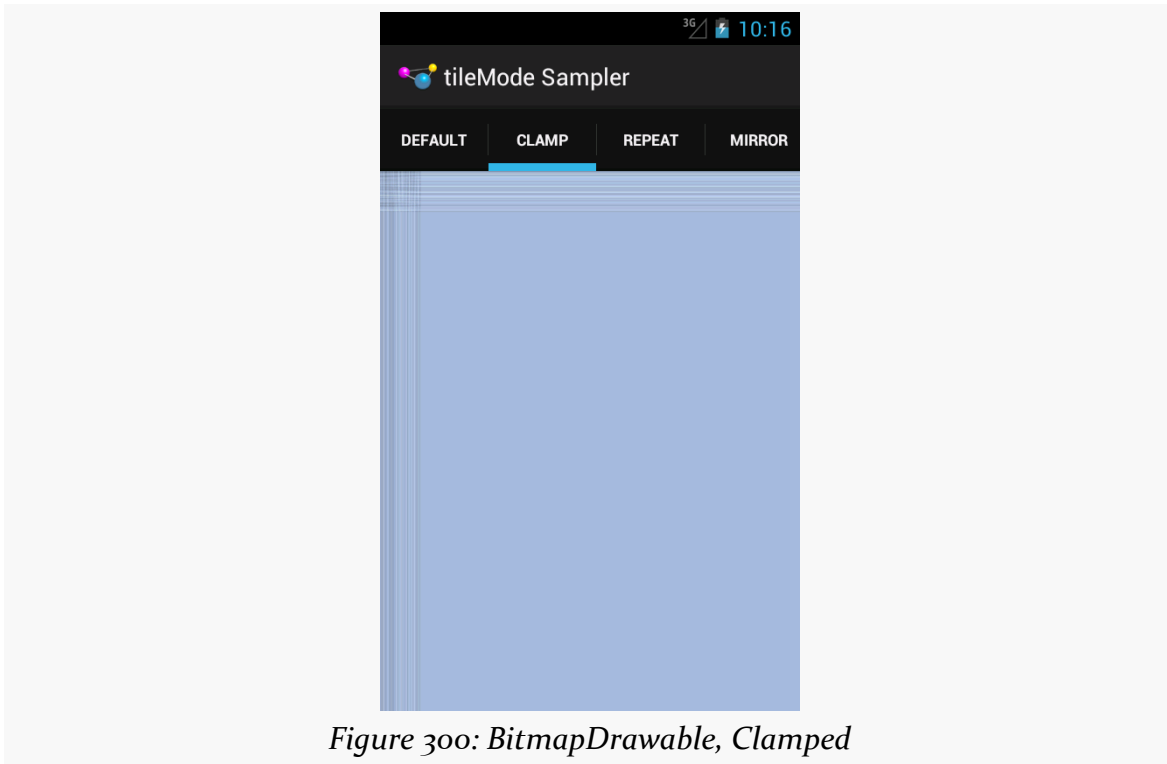 3G 10:16
tileMode Sampler
DEFAULT CLAMP REPEAT MIRROR
Figure 300: BitmapDrawable, Clamped